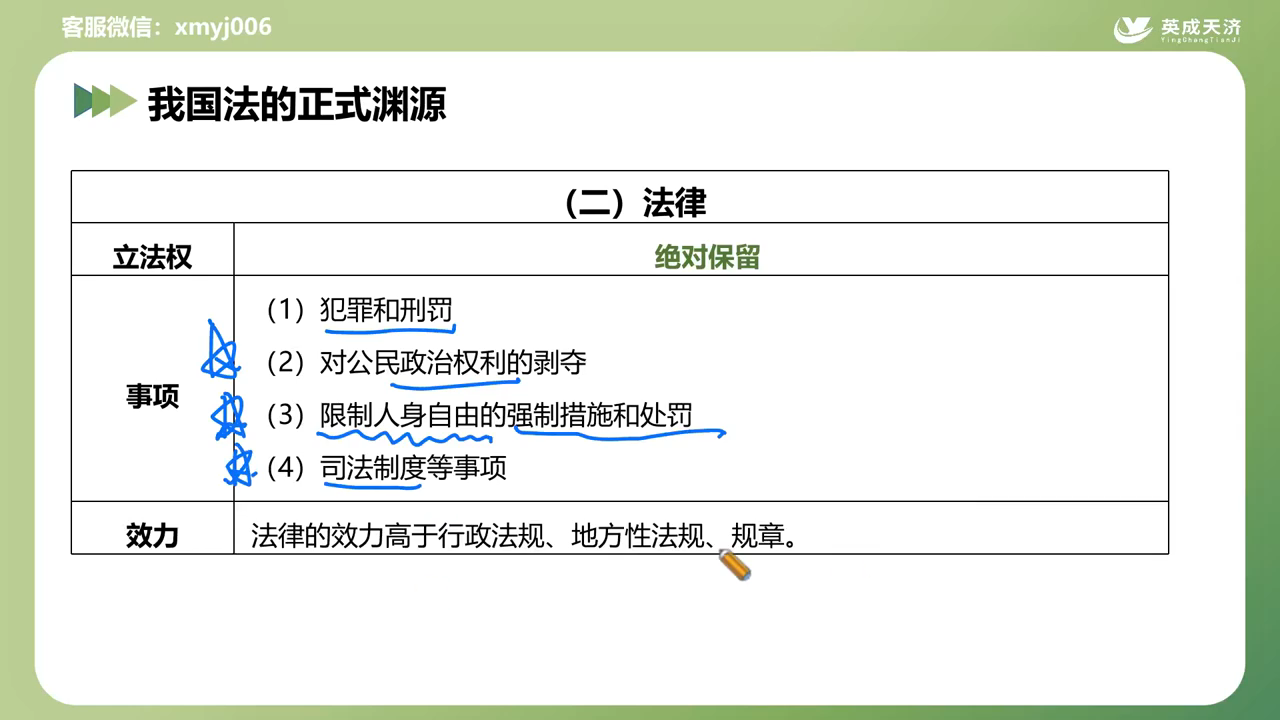 客服微信：xmyj006
英成天济
YingChengTianJi
我国法的正式渊源
（二）法律
立法权
绝对保留
事项
（1）犯罪和刑罚
（2）对公民政治权利的剥夺
（3）限制人身自由的强制措施和处罚
（4）司法制度等事项
效力
法律的效力高于行政法规、地方性法规、规章。